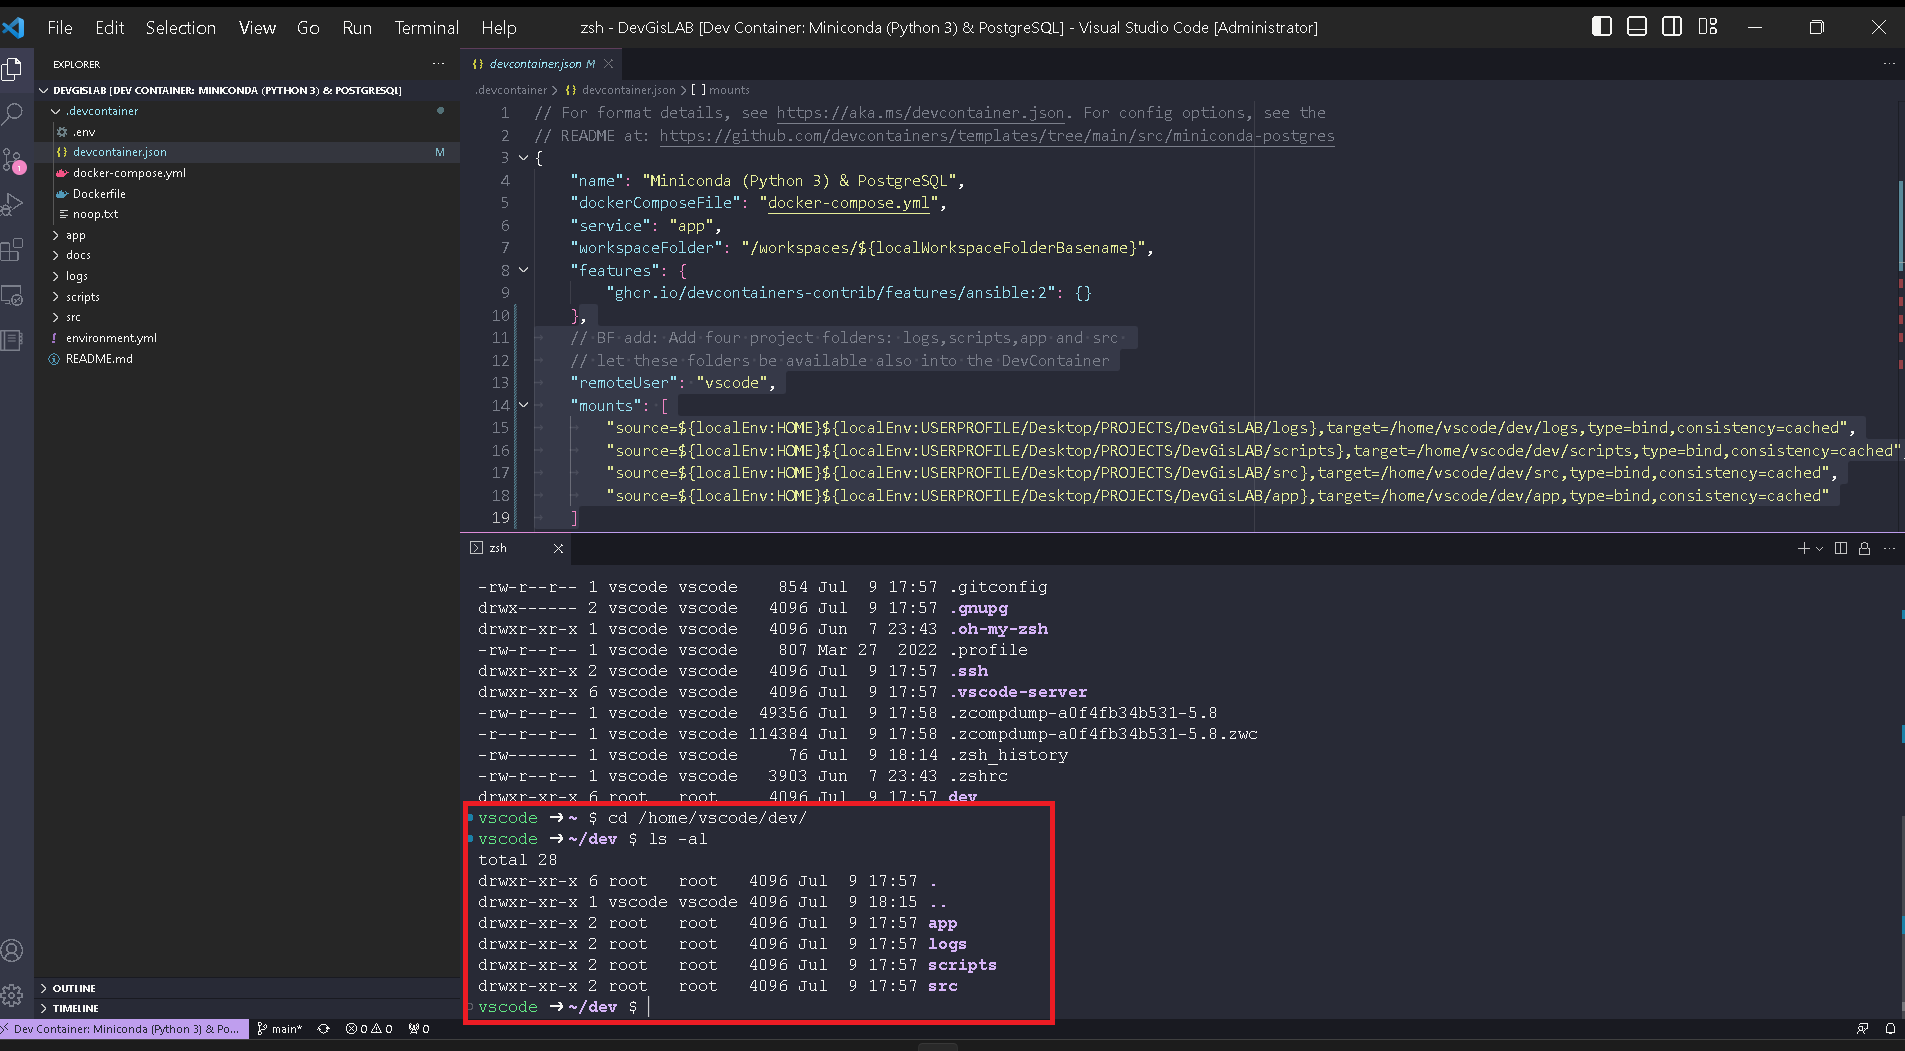 File Edit Selection View Go Run Terminal Help
zsh - DevGisLAB [Dev Container: Miniconda (Python 3) & PostgreSQL] - Visual Studio Code [Administrator]
EXPLORER
DEVGISLAB [DEV CONTAINER: MINICONDA (PYTHON 3) & POSTGRESQL]
.devcontainer
.env
devcontainer.json M
docker-compose.yml
Dockerfile
noop.txt
app
docs
logs
scripts
src
environment.yml
README.md
OUTLINE
TIMELINE
devcontainer.json M
.devcontainer > {} devcontainer.json > [ ] mounts
1 // For format details, see https://aka.ms/devcontainer.json. For config options, see the
2 // README at: https://github.com/devcontainers/templates/tree/main/src/miniconda-postgres
3 {
4 "name": "Miniconda (Python 3) & PostgreSQL",
5 "dockerComposeFile": "docker-compose.yml",
6 "service": "app",
7 "workspaceFolder": "/workspaces/${localWorkspaceFolderBasename}",
8 "features": {
9 "ghcr.io/devcontainers-contrib/features/ansible:2": {}
10 },
11 // BF add: Add four project folders: logs,scripts,app and src
12 // let these folders be available also into the DevContainer
13 "remoteUser": "vscode",
14 "mounts": [
15 "source=${localEnv:HOME}${localEnv:USERPROFILE/Desktop/PROJECTS/DevGisLAB/logs},target=/home/vscode/dev/logs,type=bind,consistency=cached",
16 "source=${localEnv:HOME}${localEnv:USERPROFILE/Desktop/PROJECTS/DevGisLAB/scripts},target=/home/vscode/dev/scripts,type=bind,consistency=cached"
17 "source=${localEnv:HOME}${localEnv:USERPROFILE/Desktop/PROJECTS/DevGisLAB/src},target=/home/vscode/dev/src,type=bind,consistency=cached",
18 "source=${localEnv:HOME}${localEnv:USERPROFILE/Desktop/PROJECTS/DevGisLAB/app},target=/home/vscode/dev/app,type=bind,consistency=cached"
19 ]
zsh
-rw-r--r-- 1 vscode vscode 854 Jul 9 17:57 .gitconfig
drwx------ 2 vscode vscode 4096 Jul 9 17:57 .gnupg
drwxr-xr-x 1 vscode vscode 4096 Jun 7 23:43 .oh-my-zsh
-rw-r--r-- 1 vscode vscode 807 Mar 27 2022 .profile
drwxr-xr-x 2 vscode vscode 4096 Jul 9 17:57 .ssh
drwxr-xr-x 6 vscode vscode 4096 Jul 9 17:57 .vscode-server
-rw-r--r-- 1 vscode vscode 49356 Jul 9 17:58 .zcompdump-a0f4fb34b531-5.8
-r--r--r-- 1 vscode vscode 114384 Jul 9 17:58 .zcompdump-a0f4fb34b531-5.8.zwc
-rw------- 1 vscode vscode 76 Jul 9 18:14 .zsh_history
-rw-r--r-- 1 vscode vscode 3903 Jun 7 23:43 .zshrc
drwxr-xr-x 6 root root 4096 Jul 9 17:57 dev
vscode ➜ ~ $ cd /home/vscode/dev/
vscode ➜ ~/dev $ ls -al
total 28
drwxr-xr-x 6 root root 4096 Jul 9 17:57 .
drwxr-xr-x 1 vscode vscode 4096 Jul 9 18:15 ..
drwxr-xr-x 2 root root 4096 Jul 9 17:57 app
drwxr-xr-x 2 root root 4096 Jul 9 17:57 logs
drwxr-xr-x 2 root root 4096 Jul 9 17:57 scripts
drwxr-xr-x 2 root root 4096 Jul 9 17:57 src
vscode ➜ ~/dev $
Dev Container: Miniconda (Python 3) & Po... main* 0 0 0